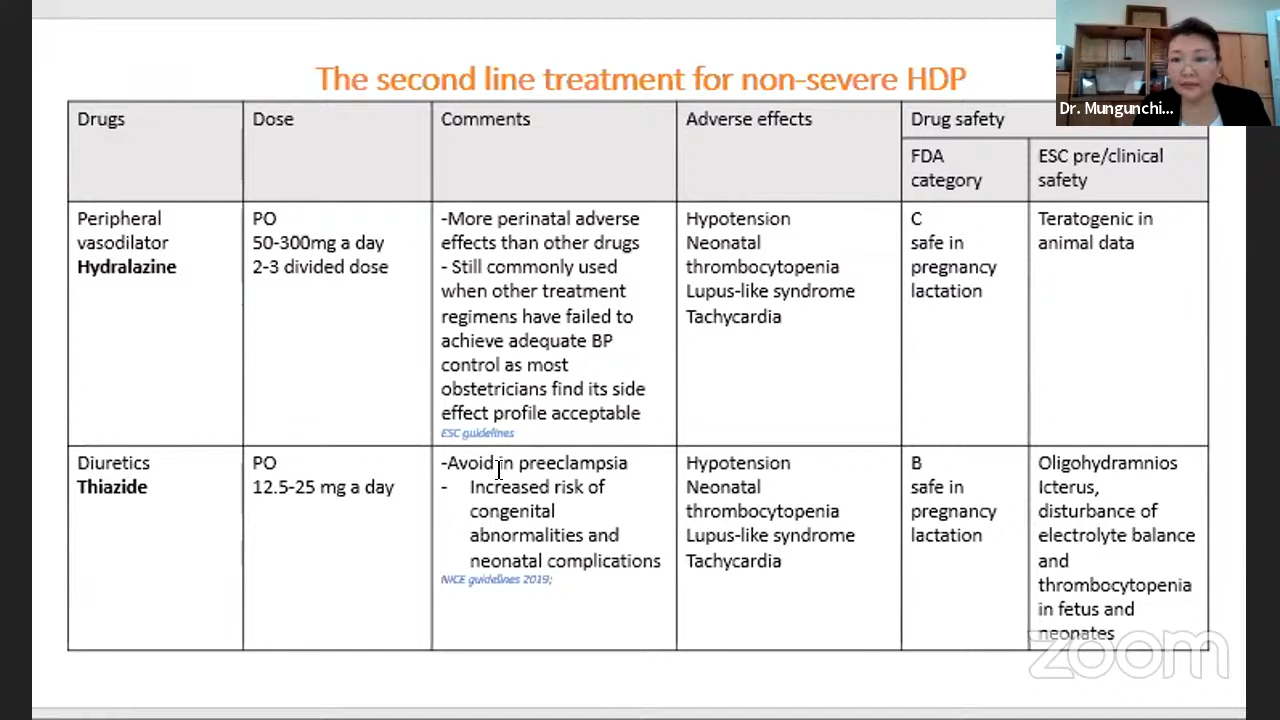 The second line treatment for non-severe HDP
Dr. Mungunchi...
Drugs
Dose
Comments
Adverse effects
Drug safety
FDA
category
ESC pre/clinical
safety
Peripheral
vasodilator
Hydralazine
PO
50-300mg a day
2-3 divided dose
-More perinatal adverse
effects than other drugs
- Still commonly used
when other treatment
regimens have failed to
achieve adequate BP
control as most
obstetricians find its side
effect profile acceptable
ESC guidelines
Hypotension
Neonatal
thrombocytopenia
Lupus-like syndrome
Tachycardia
C
safe in
pregnancy
lactation
Teratogenic in
animal data
Diuretics
Thiazide
PO
12.5-25 mg a day
-Avoid in preeclampsia
- Increased risk of
congenital
abnormalities and
neonatal complications
NICE guidelines 2019;
Hypotension
Neonatal
thrombocytopenia
Lupus-like syndrome
Tachycardia
B
safe in
pregnancy
lactation
Oligohydramnios
Icterus,
disturbance of
electrolyte balance
and
thrombocytopenia
in fetus and
neonates
zoom